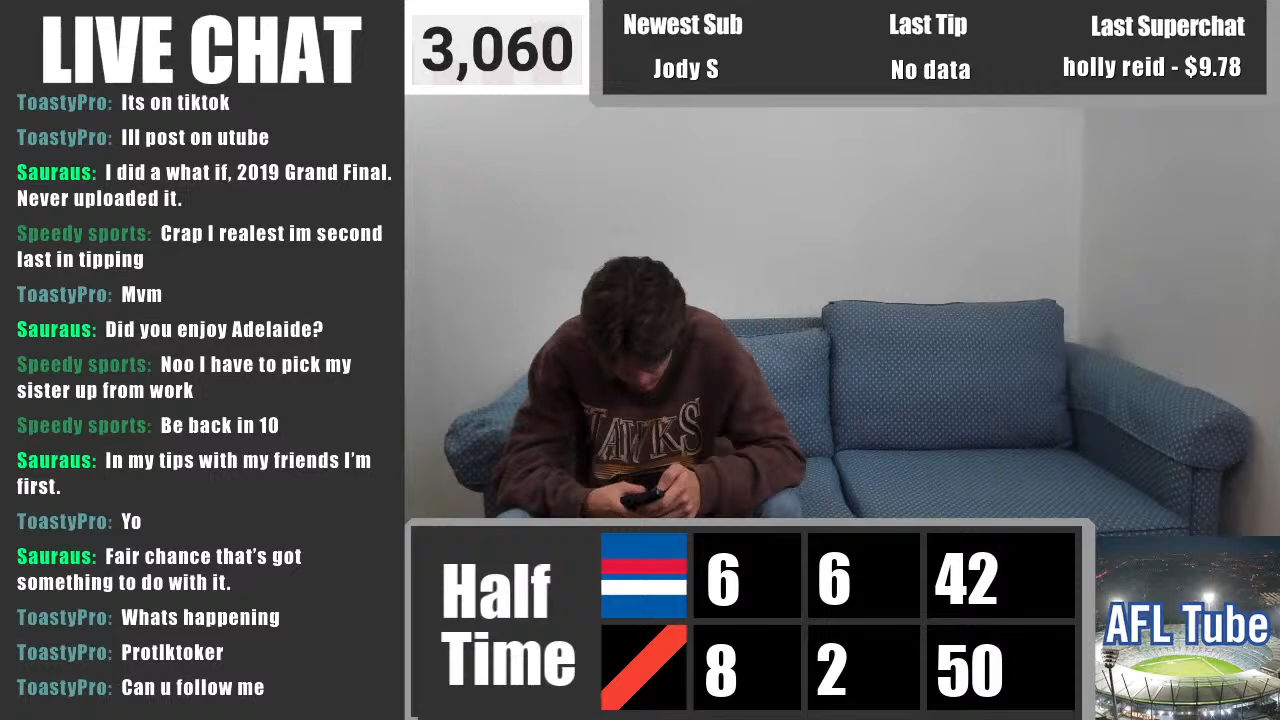 LIVE CHAT
ToastyPro: Its on tiktok
ToastyPro: Ill post on utube
Sauraus: I did a what if, 2019 Grand Final.
Never uploaded it.
Speedy sports: Crap I realest im second
last in tipping
ToastyPro: Mvm
Sauraus: Did you enjoy Adelaide?
Speedy sports: Noo I have to pick my
sister up from work
Speedy sports: Be back in 10
Sauraus: In my tips with my friends I'm
first.
ToastyPro: Yo
Sauraus: Fair chance that's got
something to do with it.
ToastyPro: Whats happening
ToastyPro: Protiktoker
ToastyPro: Can u follow me
3,060
Newest Sub
Jody S
Last Tip
No data
Last Superchat
holly reid - $9.78
HAWKS
Half
Time
6 6 42
8 2 50
AFL Tube